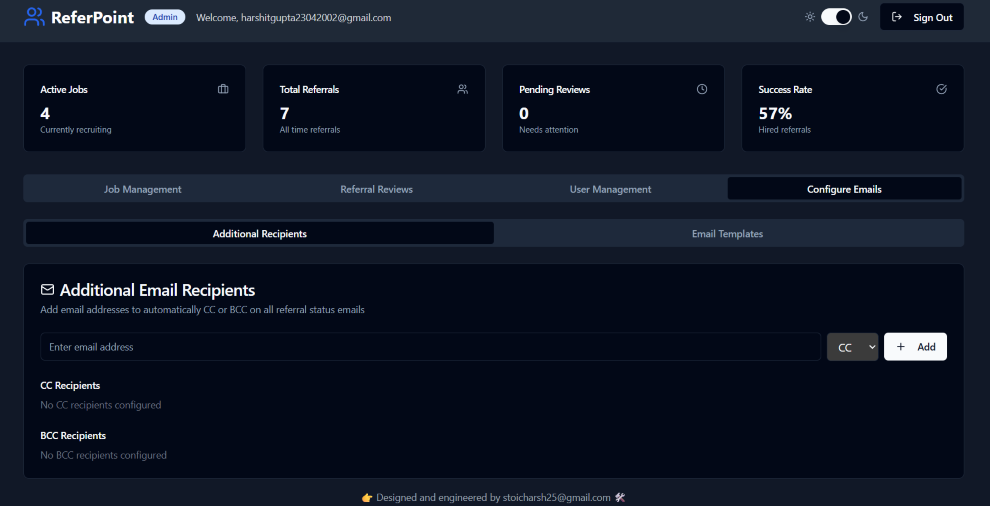 ReferPoint Admin Welcome, harshitgupta23042002@gmail.com Sign Out
Active Jobs Total Referrals Pending Reviews Success Rate
4 7 0 57%
Currently recruiting All time referrals Needs attention Hired referrals
Job Management Referral Reviews User Management Configure Emails
Additional Recipients Email Templates
Additional Email Recipients
Add email addresses to automatically CC or BCC on all referral status emails
Enter email address CC + Add
CC Recipients
No CC recipients configured
BCC Recipients
No BCC recipients configured
👉 Designed and engineered by stoicharsh25@gmail.com 🛠️